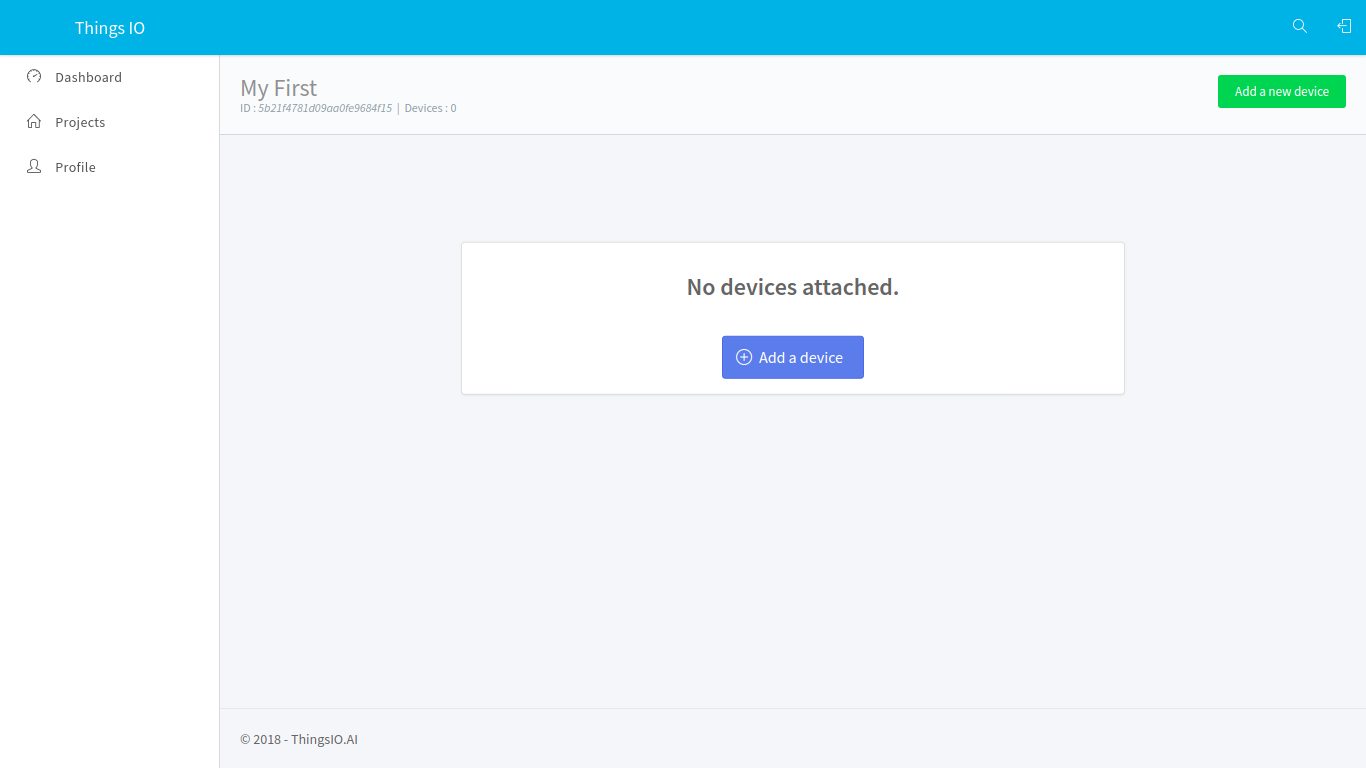 Things IO
Dashboard
Projects
Profile
My First
ID : 5b21f4781d09aa0fe9684f15 | Devices : 0
Add a new device
No devices attached.
Add a device
© 2018 - ThingsIO.AI